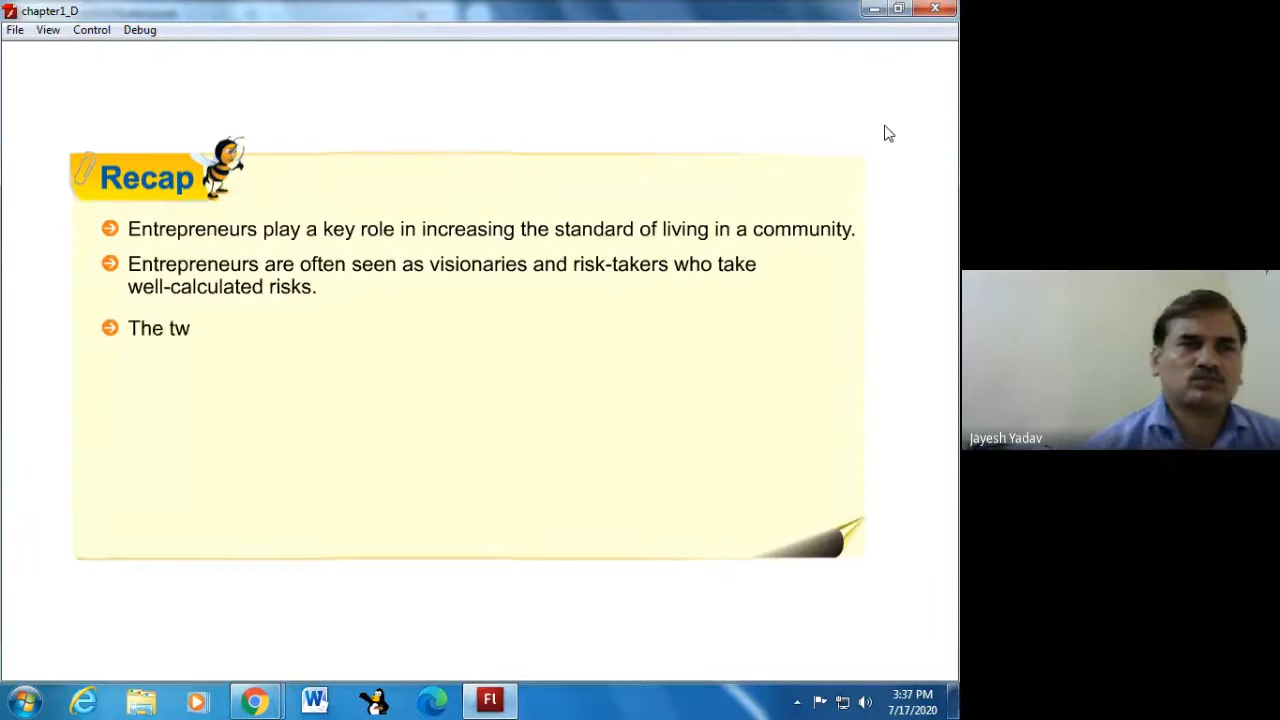 chapter1_D
File View Control Debug
Recap
Entrepreneurs play a key role in increasing the standard of living in a community.
Entrepreneurs are often seen as visionaries and risk-takers who take
well-calculated risks.
The tw
Jayesh Yadav
Fl
3:37 PM
7/17/2020